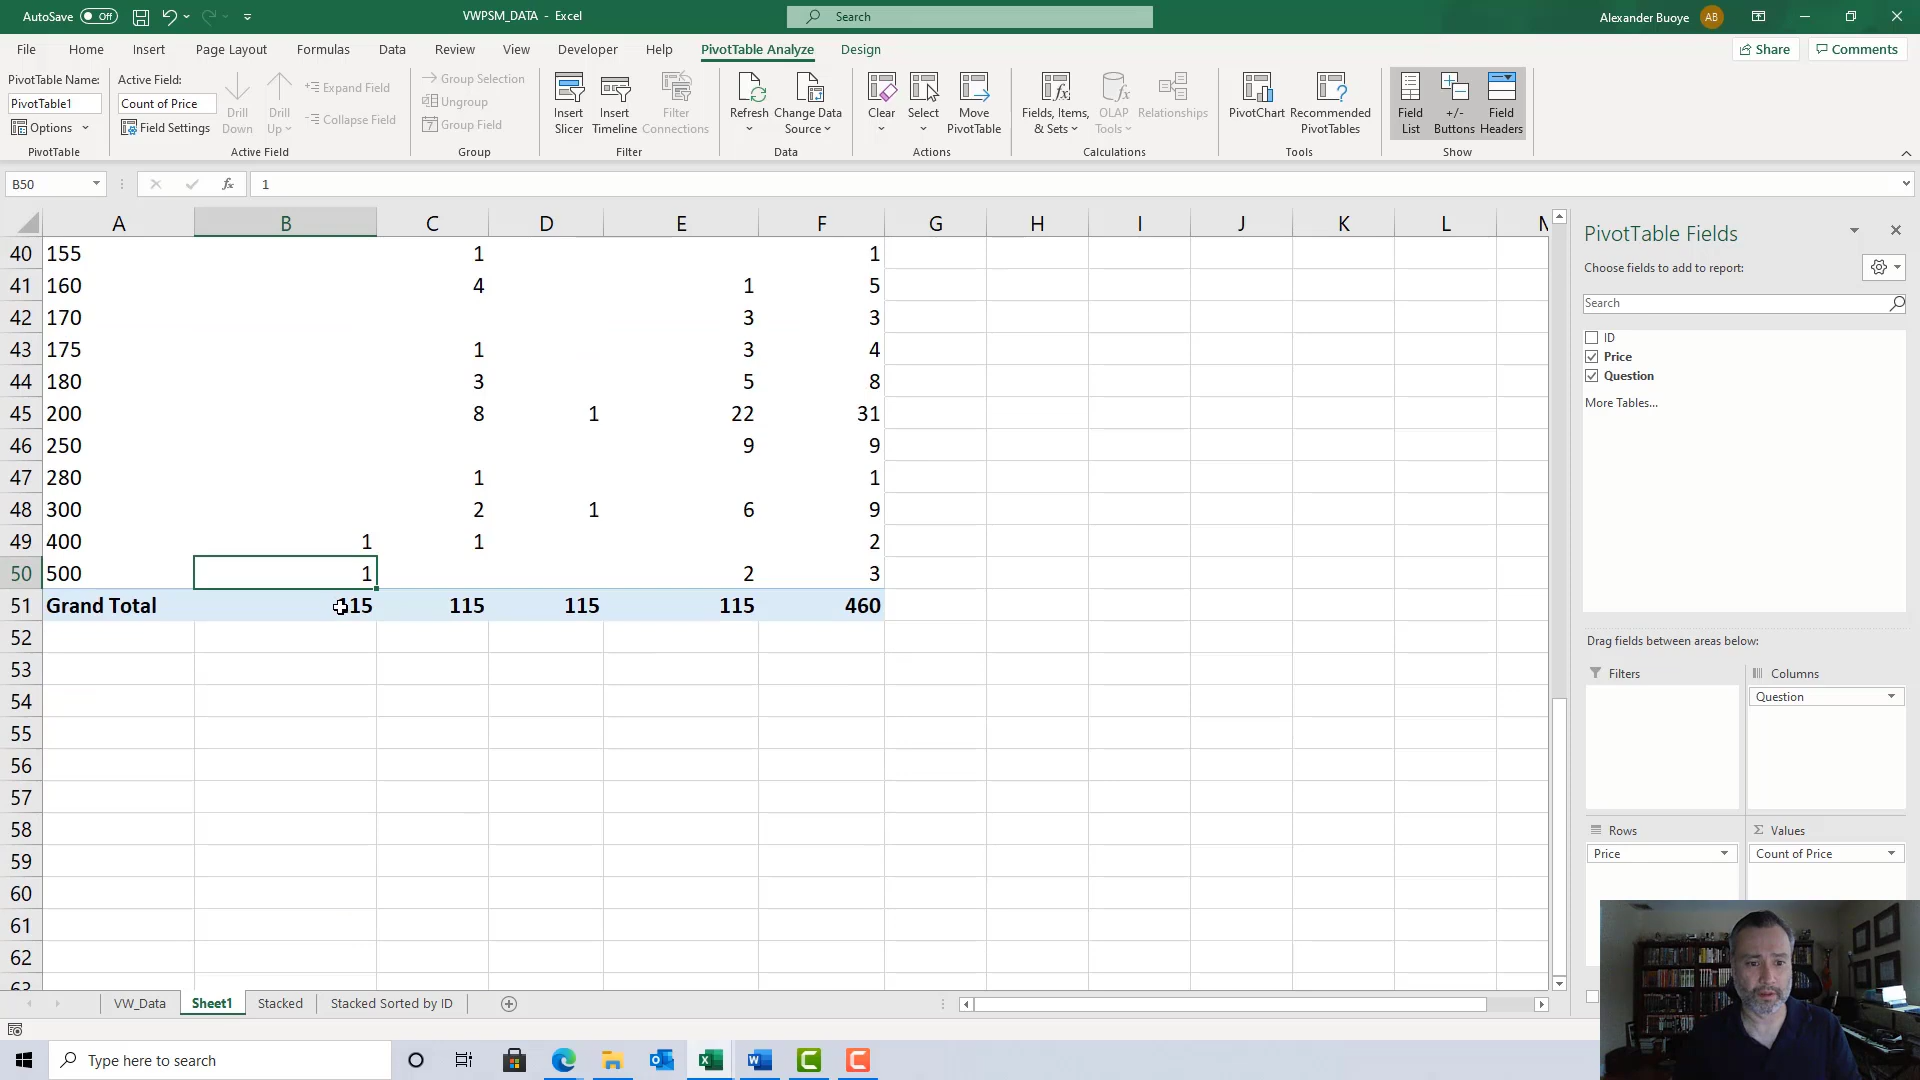 AutoSave Off VWPSM_DATA - Excel Search Alexander Buoye AB
File Home Insert Page Layout Formulas Data Review View Developer Help PivotTable Analyze Design Share Comments
PivotTable Name:
PivotTable1
Options
PivotTable
Active Field:
Count of Price
Field Settings
Drill Down
Drill Up
Expand Field
Collapse Field
Active Field
Group Selection
Ungroup
Group Field
Group
Insert Slicer
Insert Timeline
Filter Connections
Filter
Refresh
Change Data Source
Data
Clear
Select
Move PivotTable
Actions
Fields, Items, & Sets
OLAP Tools
Relationships
Calculations
PivotChart
Recommended PivotTables
Tools
Field List
+/- Buttons
Field Headers
Show
B50 fx 1
A B C D E F G H I J K L M
40 155 1 1
41 160 4 1 5
42 170 3 3
43 175 1 3 4
44 180 3 5 8
45 200 8 1 22 31
46 250 9 9
47 280 1 1
48 300 2 1 6 9
49 400 1 1 2
50 500 1 2 3
51 Grand Total 115 115 115 115 460
52
53
54
55
56
57
58
59
60
61
62
63
PivotTable Fields
Choose fields to add to report:
Search
ID
Price
Question
More Tables...
Drag fields between areas below:
Filters
Columns
Question
Rows
Price
Values
Count of Price
VW_Data Sheet1 Stacked Stacked Sorted by ID
Type here to search